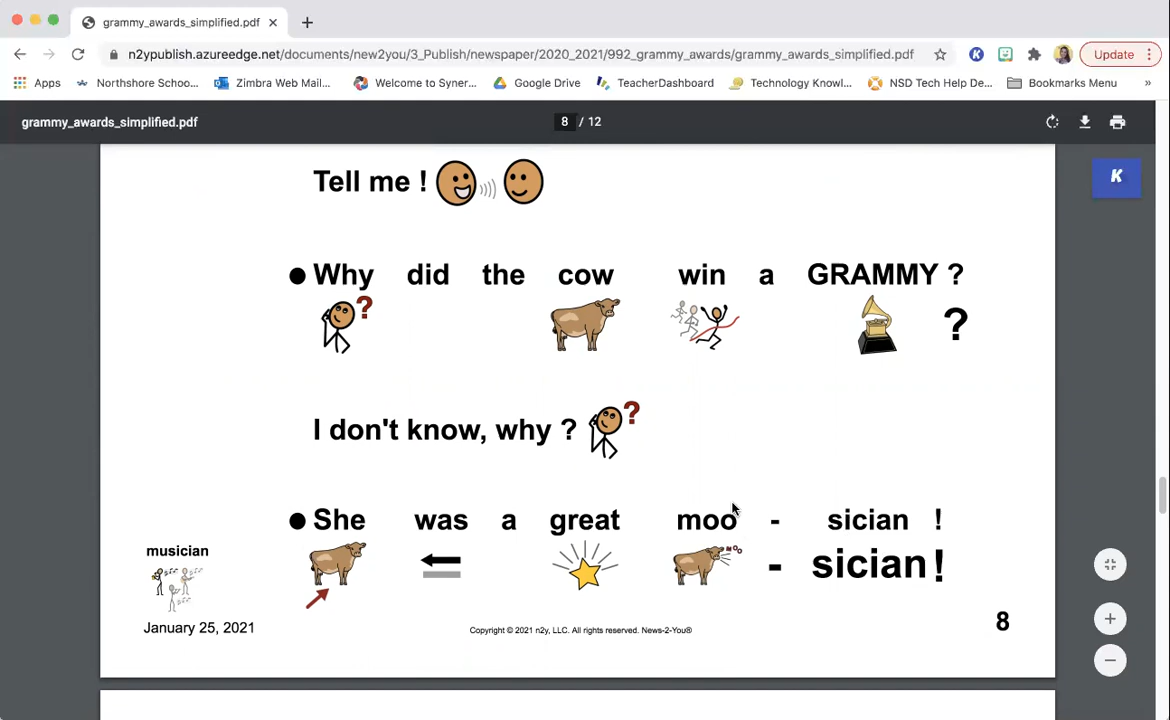 grammy_awards_simplified.pdf
n2ypublish.azureedge.net/documents/new2you/3_Publish/newspaper/2020_2021/992_grammy_awards/grammy_awards_simplified.pdf K Update
Apps Northshore Schoo... Zimbra Web Mail... Welcome to Syner... Google Drive TeacherDashboard Technology Knowl... NSD Tech Help De... Bookmarks Menu »
grammy_awards_simplified.pdf 8 / 12
K
Tell me !
● Why did the cow win a GRAMMY ?
? ?
I don't know, why ? ?
● She was a great moo - sician !
- sician!
musician
January 25, 2021 Copyright © 2021 n2y, LLC. All rights reserved. News-2-You® 8